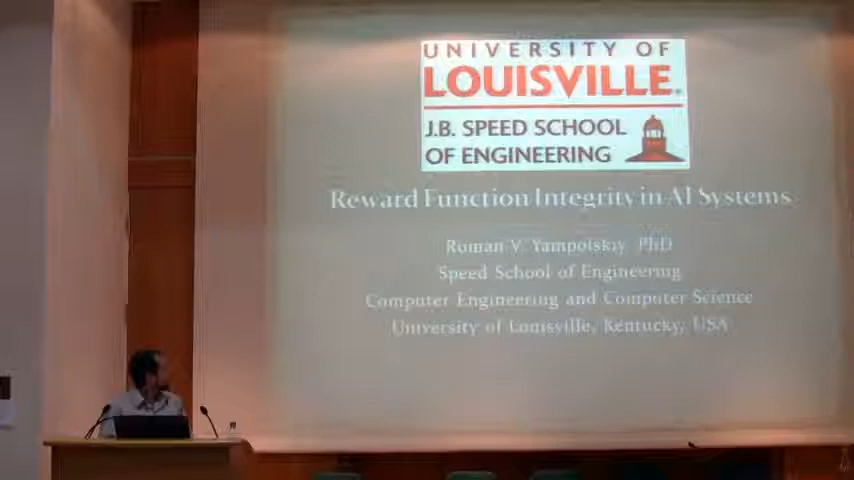 UNIVERSITY OF
LOUISVILLE.
J.B. SPEED SCHOOL
OF ENGINEERING
Reward Function Integrity in AI Systems
Roman V. Yampolskiy PhD
Speed School of Engineering
Computer Engineering and Computer Science
University of Louisville, Kentucky, USA